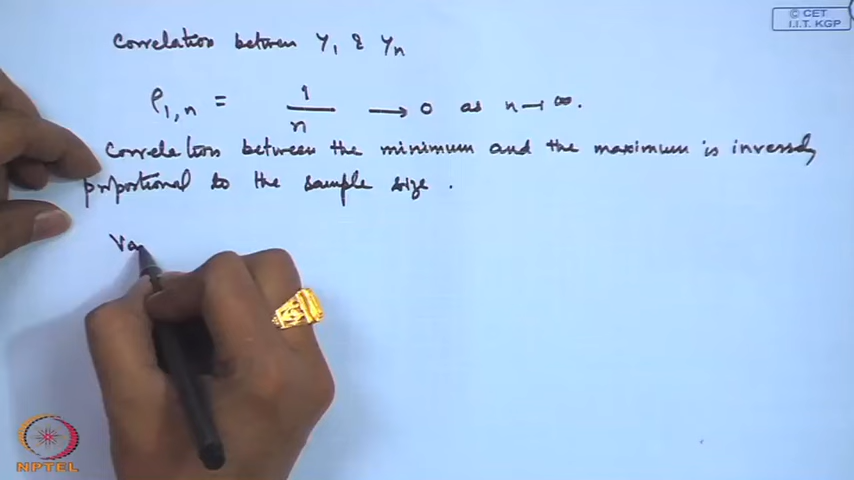 © CET
I.I.T. KGP
Correlation between Y₁ & Yₙ
ρ₁,ₙ = 1/n → 0 as n → ∞.
Correlation between the minimum and the maximum is inversely
proportional to the sample size.
Va
NPTEL